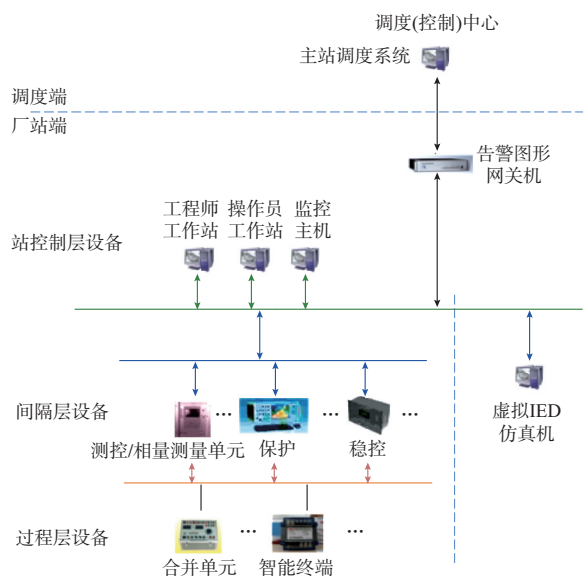 调度(控制)中心
主站调度系统
调度端
厂站端
告警图形
网关机
工程师
工作站
操作员
工作站
监控
主机
站控制层设备
间隔层设备
...
...
...
测控/相量测量单元
保护
稳控
虚拟IED
仿真机
过程层设备
...
...
合并单元
智能终端